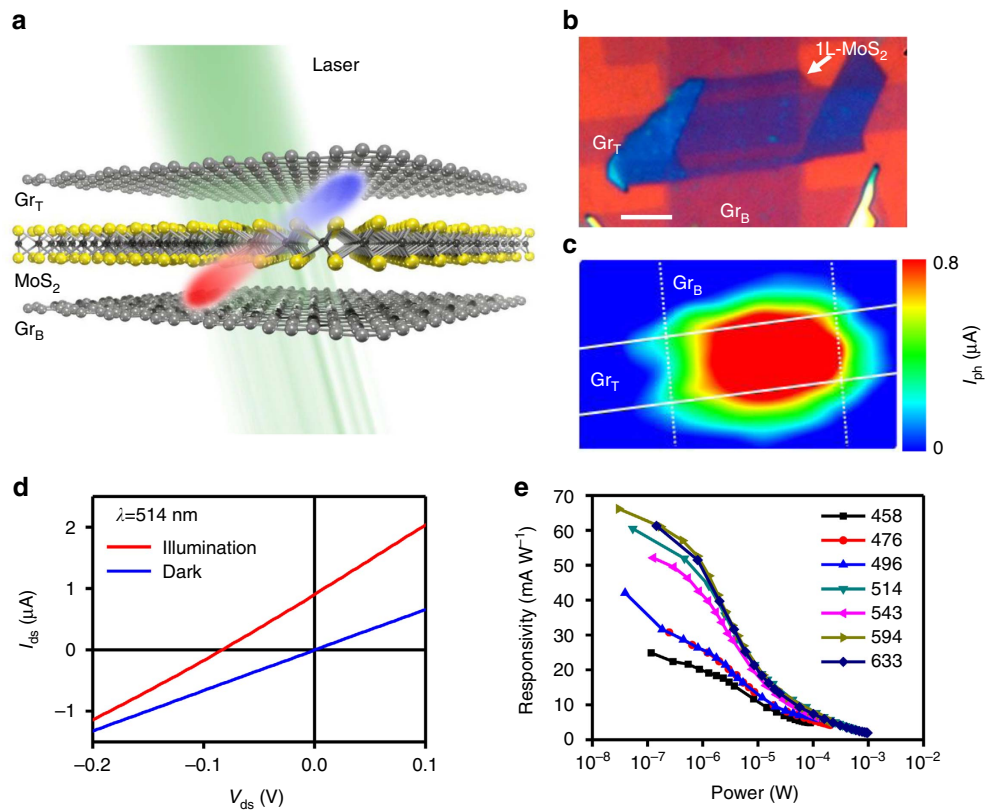 a
Laser
Gr_T
MoS₂
Gr_B
b
1L-MoS₂
Gr_T
Gr_B
c
Gr_B
Gr_T
0.8
I_ph (μA)
0
d
λ=514 nm
Illumination
Dark
2
1
0
−1
I_ds (μA)
−0.2
−0.1
0.0
0.1
V_ds (V)
e
70
60
50
40
30
20
10
0
Responsivity (mA W⁻¹)
458
476
496
514
543
594
633
10⁻⁸
10⁻⁷
10⁻⁶
10⁻⁵
10⁻⁴
10⁻³
10⁻²
Power (W)